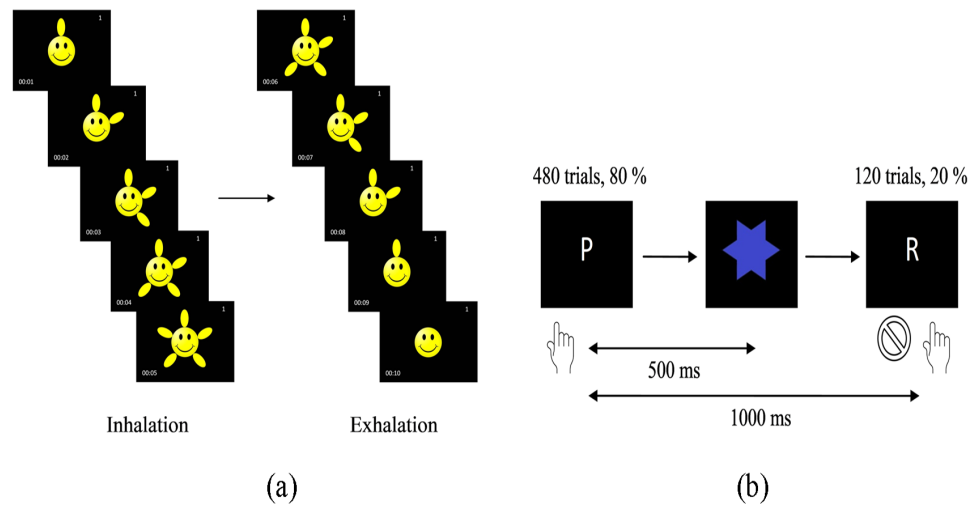 1
00:01
1
00:02
1
00:03
1
00:04
1
00:05
1
00:06
1
00:07
1
00:08
1
00:09
1
00:10
Inhalation
Exhalation
(a)
480 trials, 80 %
120 trials, 20 %
P
R
500 ms
1000 ms
(b)